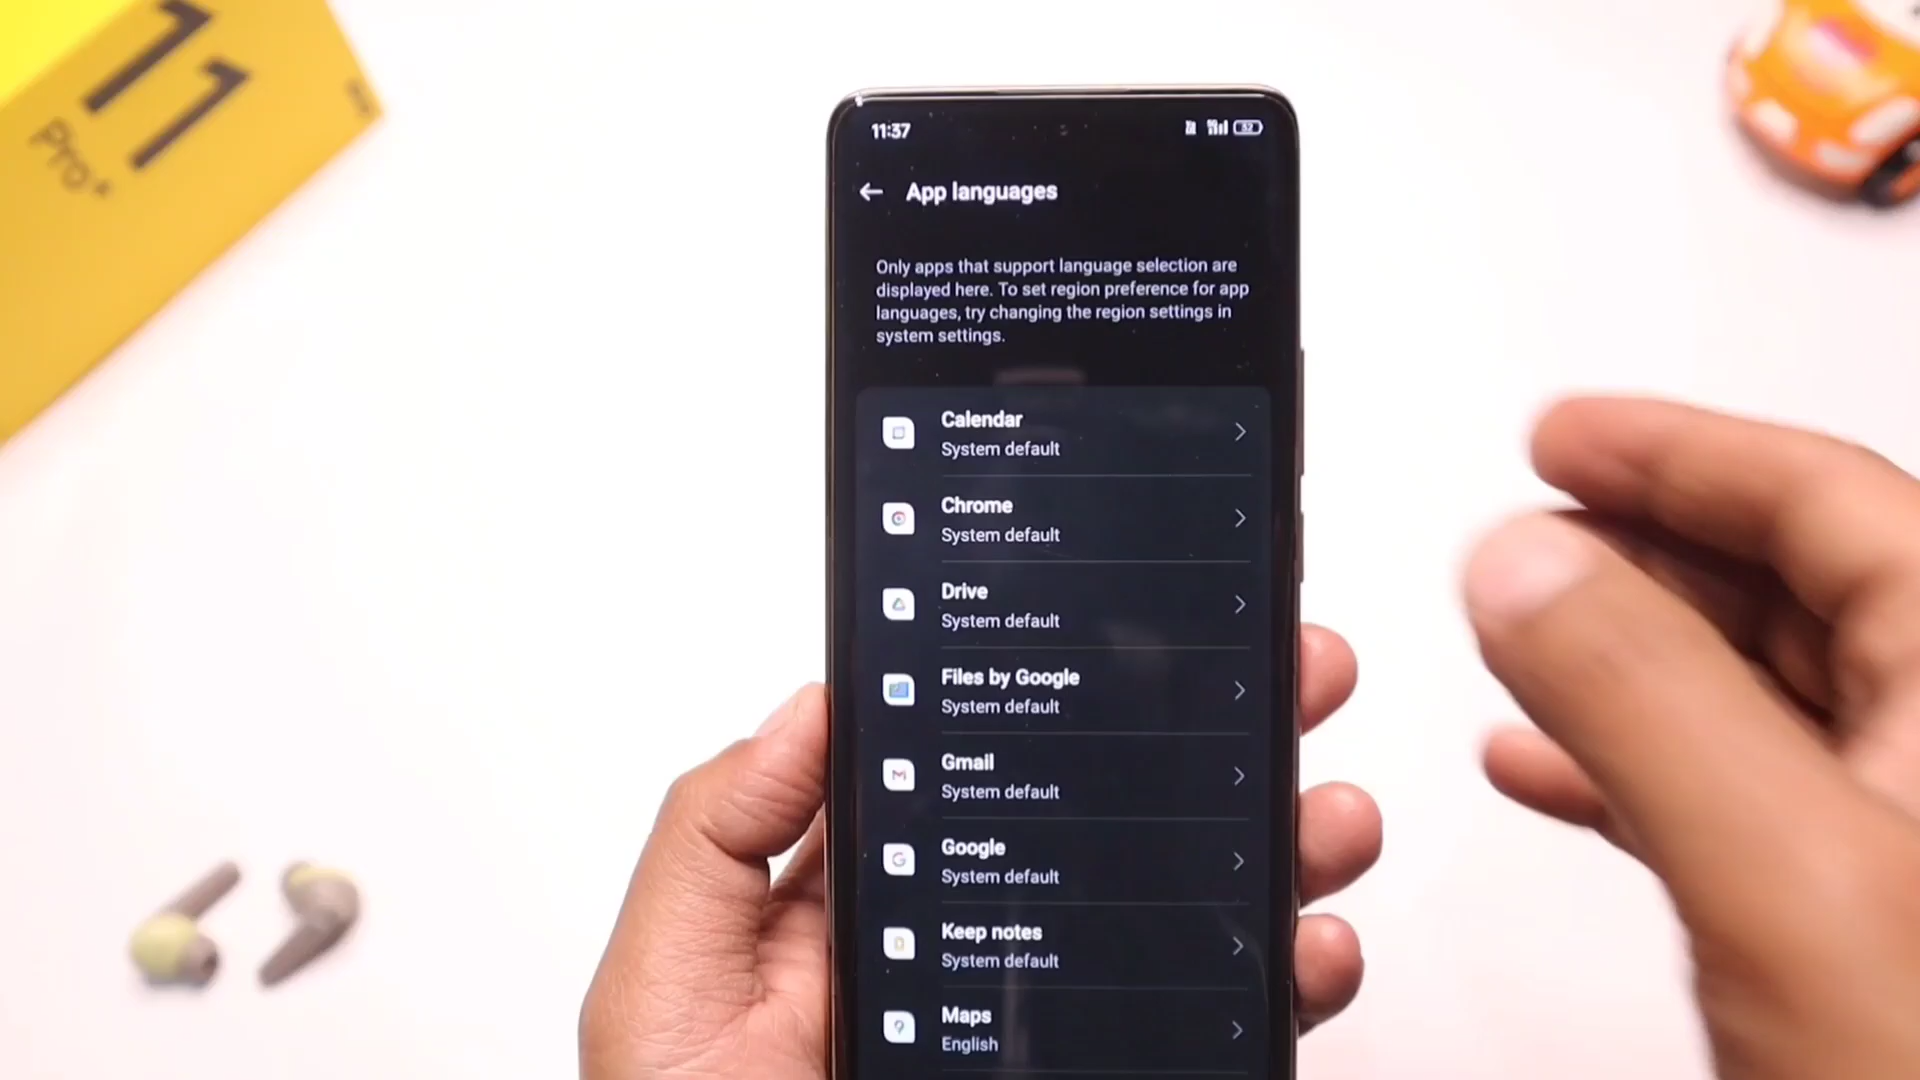 11
Pro+
11:37
App languages
Only apps that support language selection are
displayed here. To set region preference for app
languages, try changing the region settings in
system settings.
Calendar
System default
Chrome
System default
Drive
System default
Files by Google
System default
Gmail
System default
Google
System default
Keep notes
System default
Maps
English